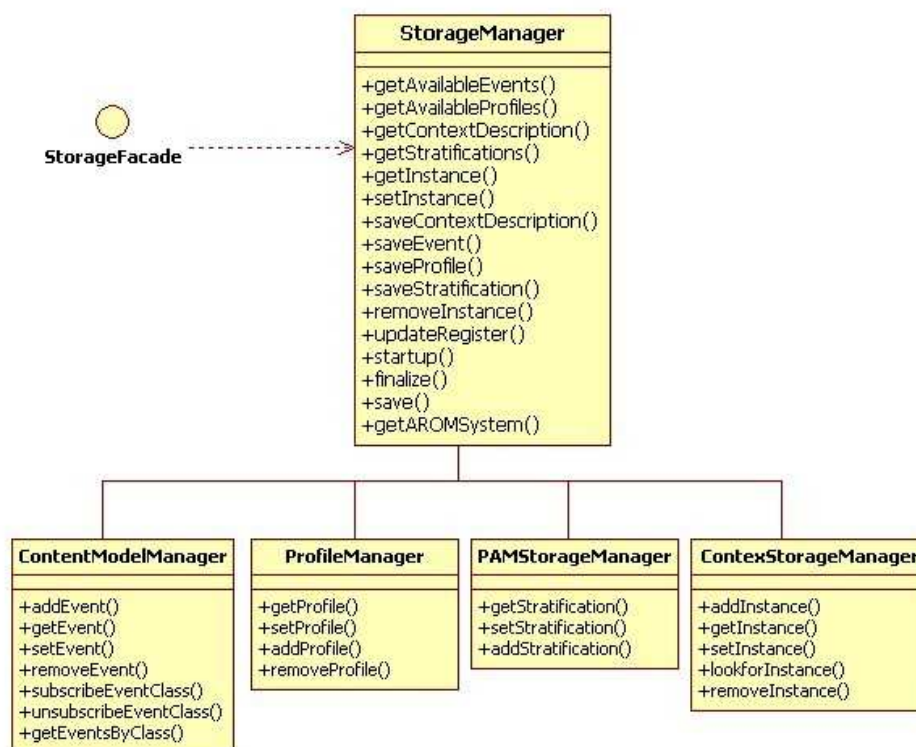 StorageManager
+getAvailableEvents()
+getAvailableProfiles()
+getContextDescription()
+getStratifications()
+getInstance()
+setInstance()
+saveContextDescription()
+saveEvent()
+saveProfile()
+saveStratification()
+removeInstance()
+updateRegister()
+startup()
+finalize()
+save()
+getAROMSystem()
StorageFacade
ContentModelManager
+addEvent()
+getEvent()
+setEvent()
+removeEvent()
+subscribeEventClass()
+unsubscribeEventClass()
+getEventsByClass()
ProfileManager
+getProfile()
+setProfile()
+addProfile()
+removeProfile()
PAMStorageManager
+getStratification()
+setStratification()
+addStratification()
ContexStorageManager
+addInstance()
+getInstance()
+setInstance()
+lookforInstance()
+removeInstance()